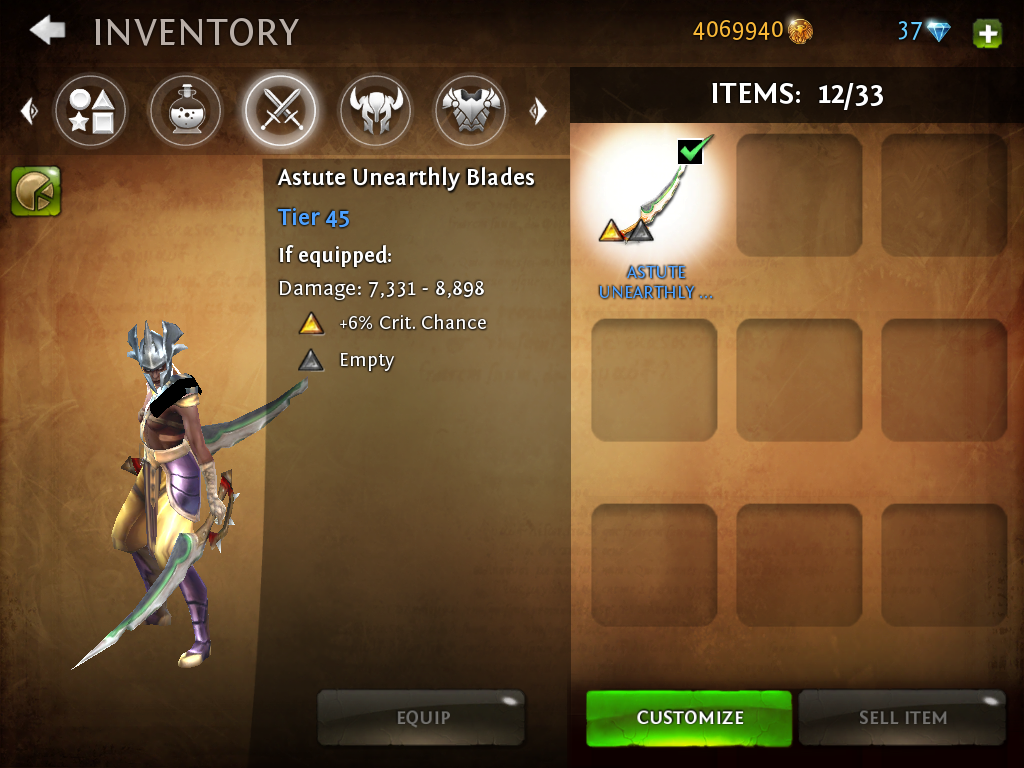 INVENTORY
4069940
37
ITEMS: 12/33
Astute Unearthly Blades
Tier 45
If equipped:
Damage: 7,331 - 8,898
+6% Crit. Chance
Empty
ASTUTE
UNEARTHLY ...
EQUIP
CUSTOMIZE
SELL ITEM